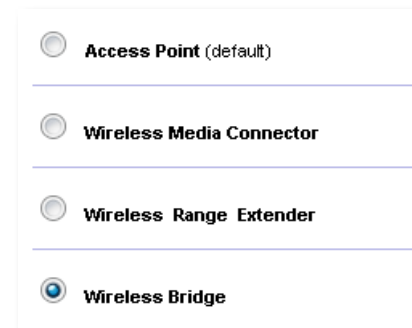 Access Point (default)
Wireless Media Connector
Wireless Range Extender
Wireless Bridge